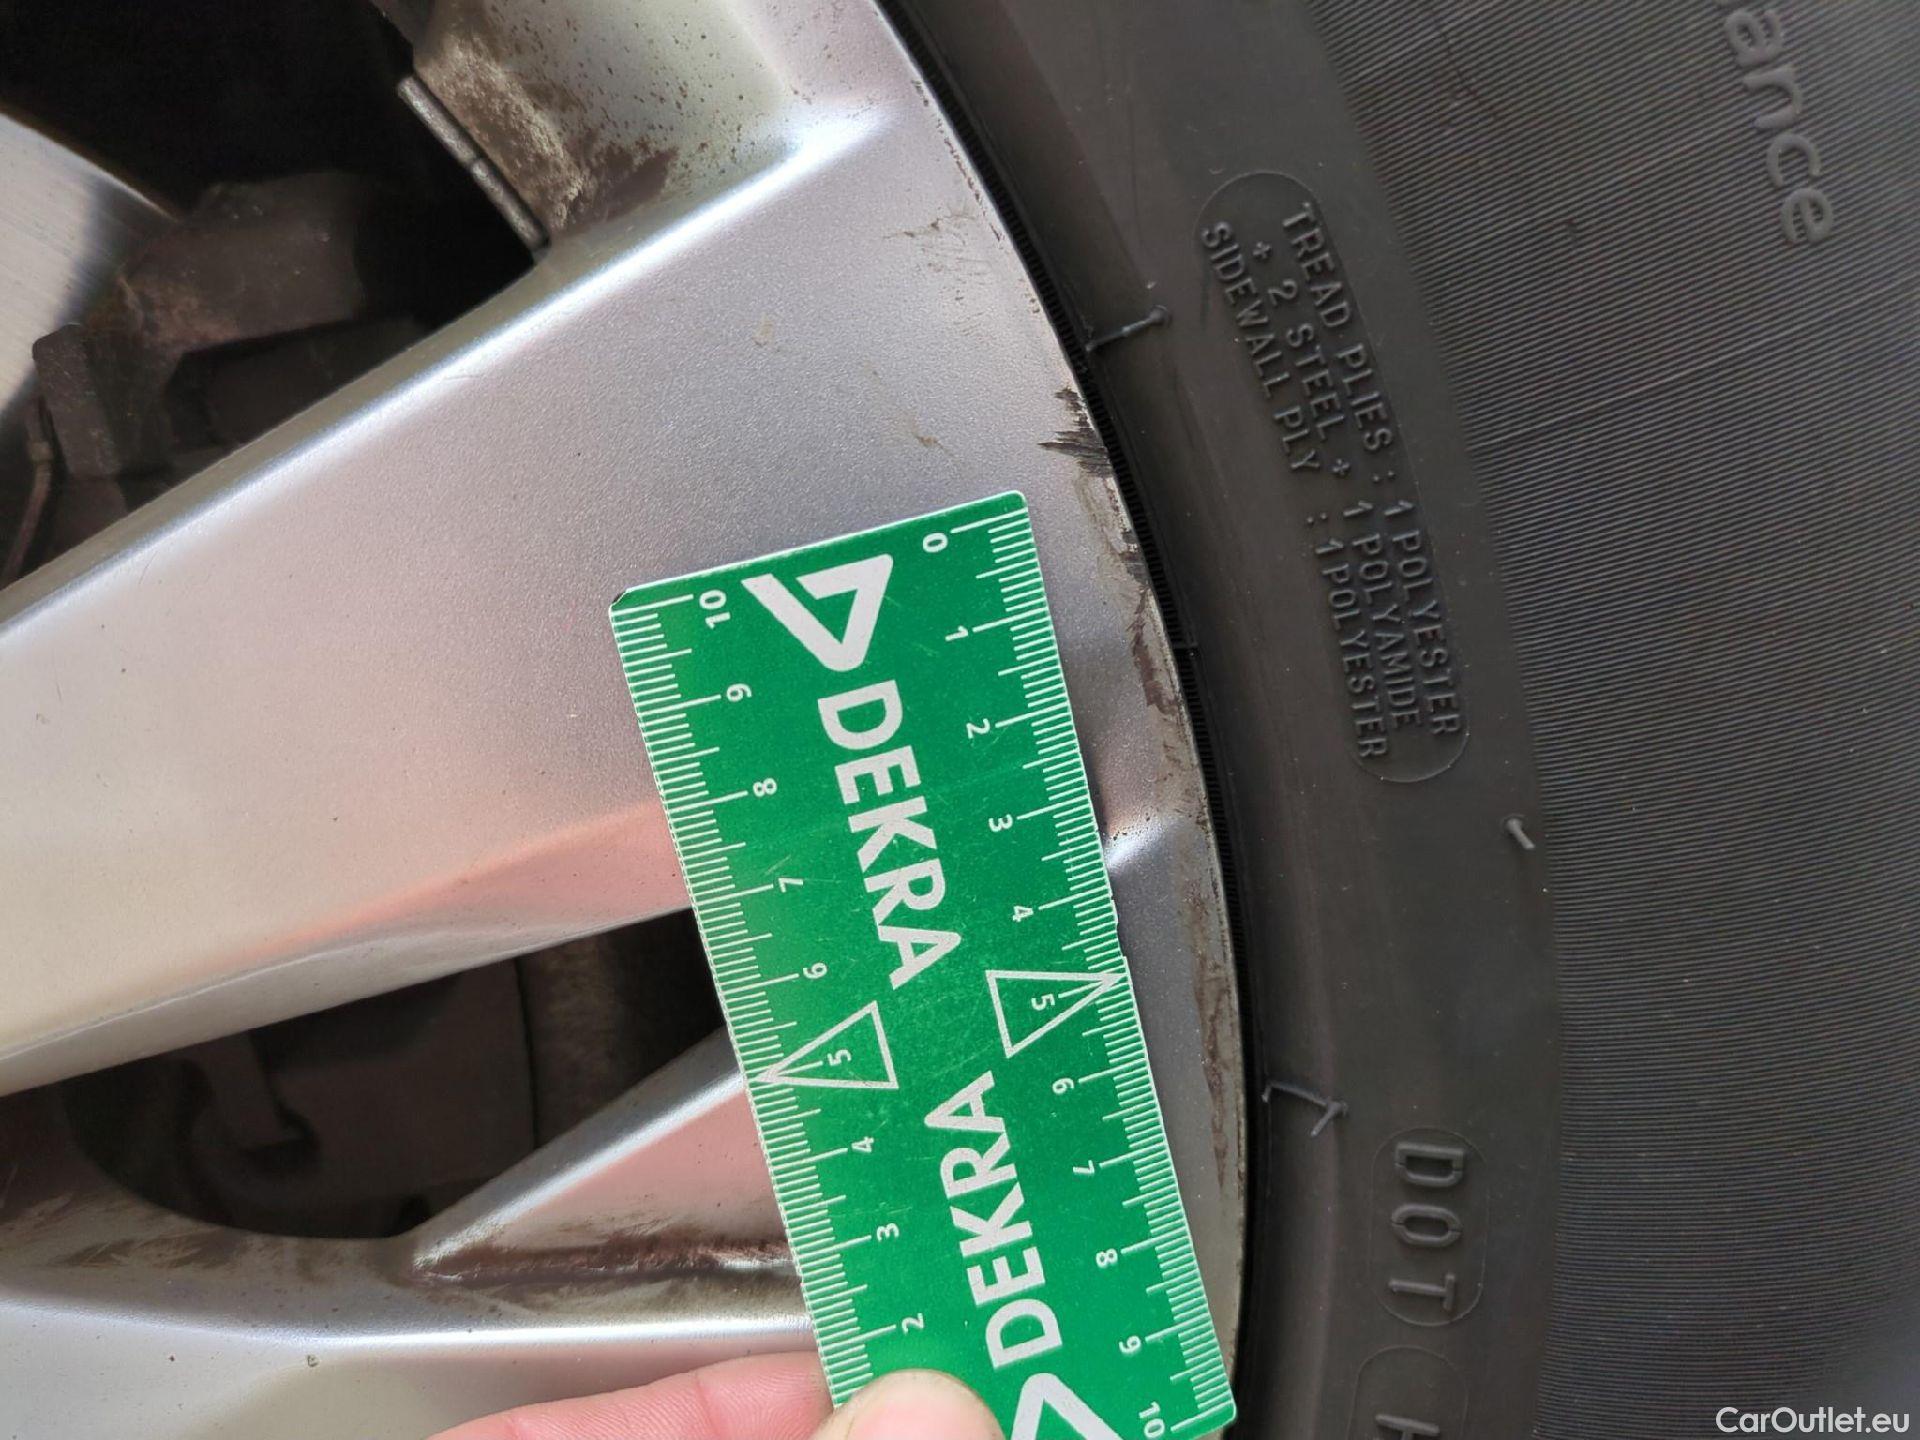 ance
TREAD PLIES : 1 POLYESTER
+ 2 STEEL + 1 POLYAMIDE
SIDEWALL PLY : 1 POLYESTER
DEKRA
DEKRA
0
1
2
3
4
5
6
7
8
9
10
10
9
8
7
6
5
4
3
2
DOT H
CarOutlet.eu